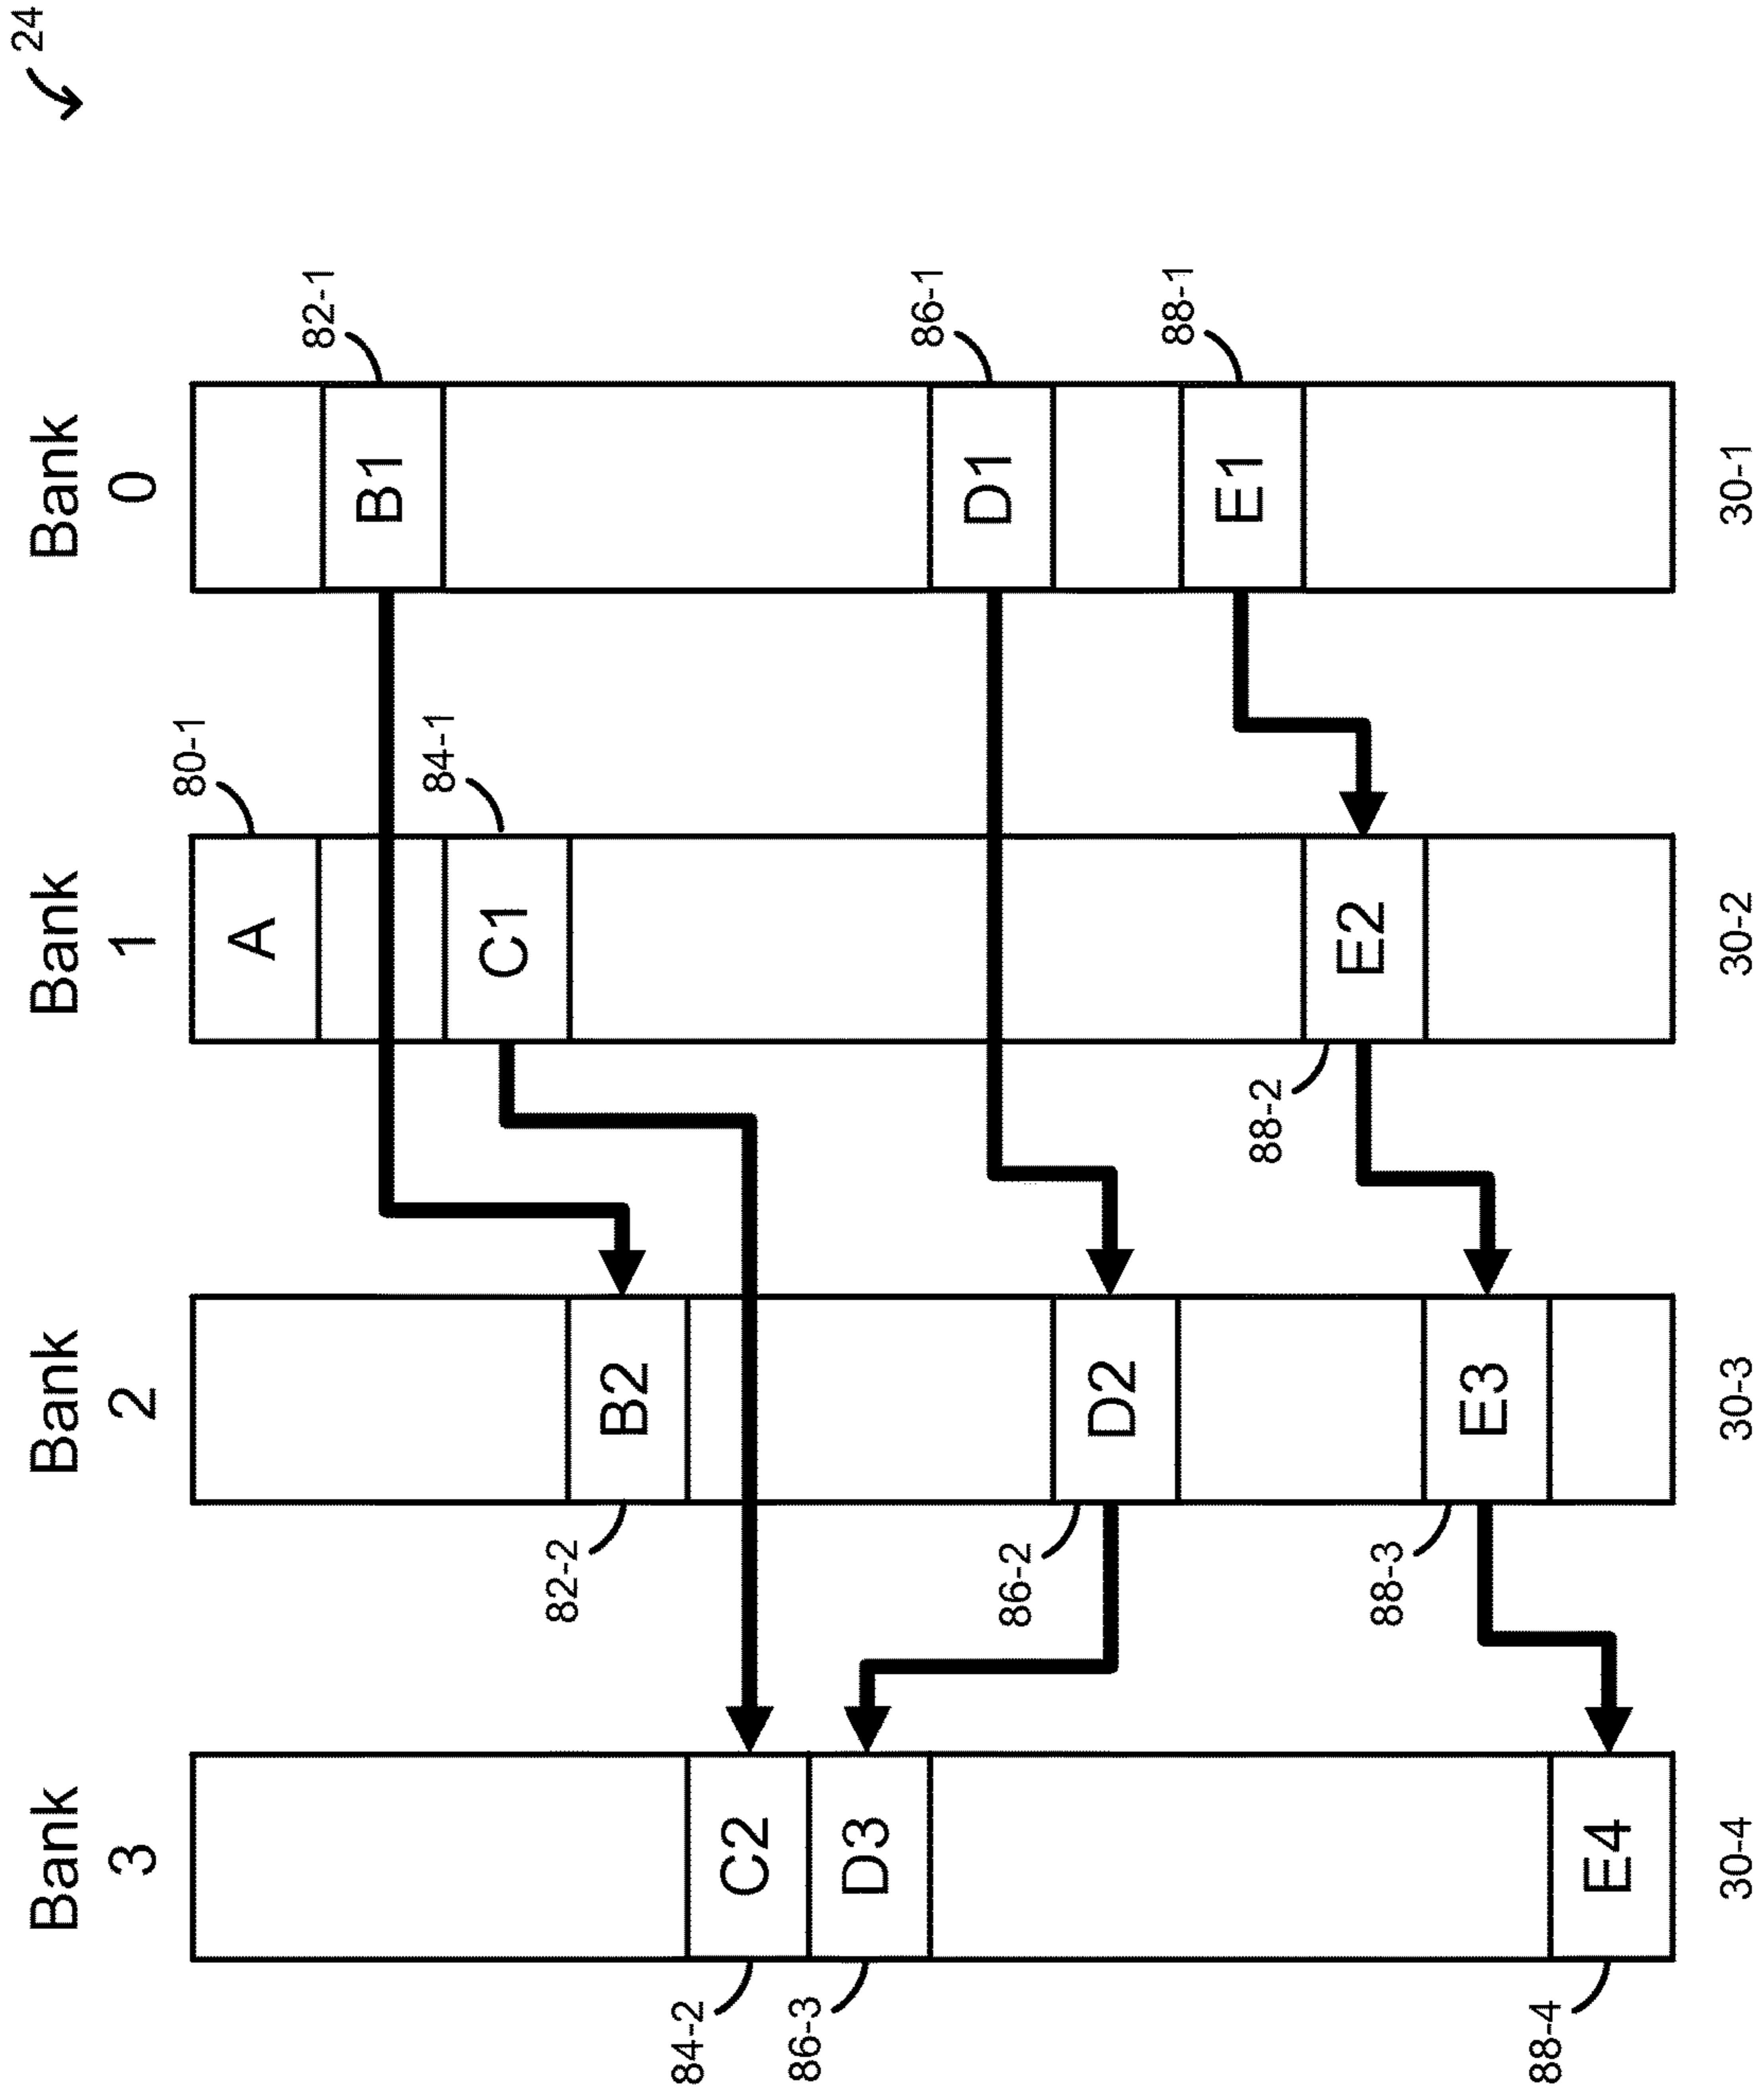 24
Bank 3
Bank 2
Bank 1
Bank 0
80-1
A
82-1
B1
84-1
C1
82-2
B2
84-2
C2
86-3
D3
86-1
D1
86-2
D2
88-1
E1
88-2
E2
88-3
E3
88-4
E4
30-4
30-3
30-2
30-1